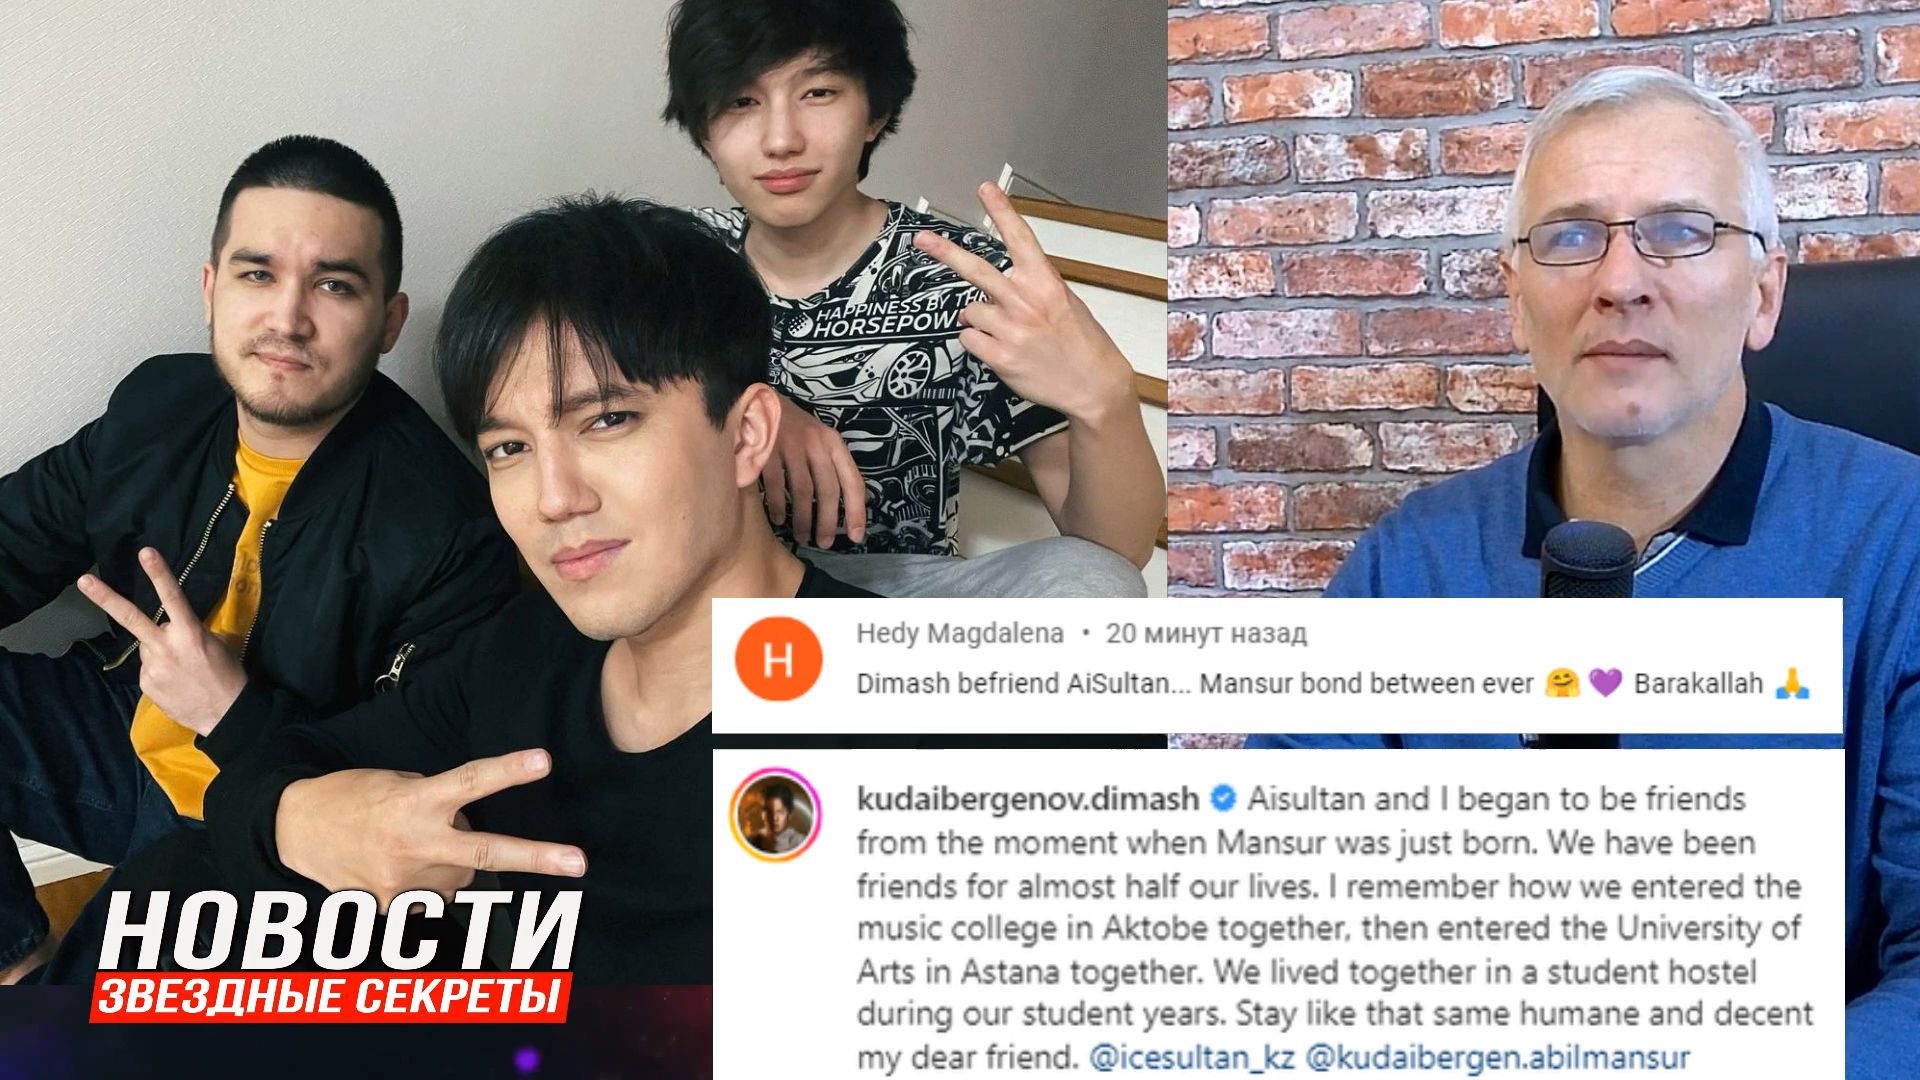 HAPPINESS BY THR
HORSEPOW
Hedy Magdalena • 20 минут назад
H
Dimash befriend AiSultan... Mansur bond between ever 🤗 💜 Barakallah 🙏
kudaibergenov.dimash Aisultan and I began to be friends
from the moment when Mansur was just born. We have been
friends for almost half our lives. I remember how we entered the
music college in Aktobe together, then entered the University of
Arts in Astana together. We lived together in a student hostel
during our student years. Stay like that same humane and decent
my dear friend. @icesultan_kz @kudaibergen.abilmansur
НОВОСТИ
ЗВЕЗДНЫЕ СЕКРЕТЫ